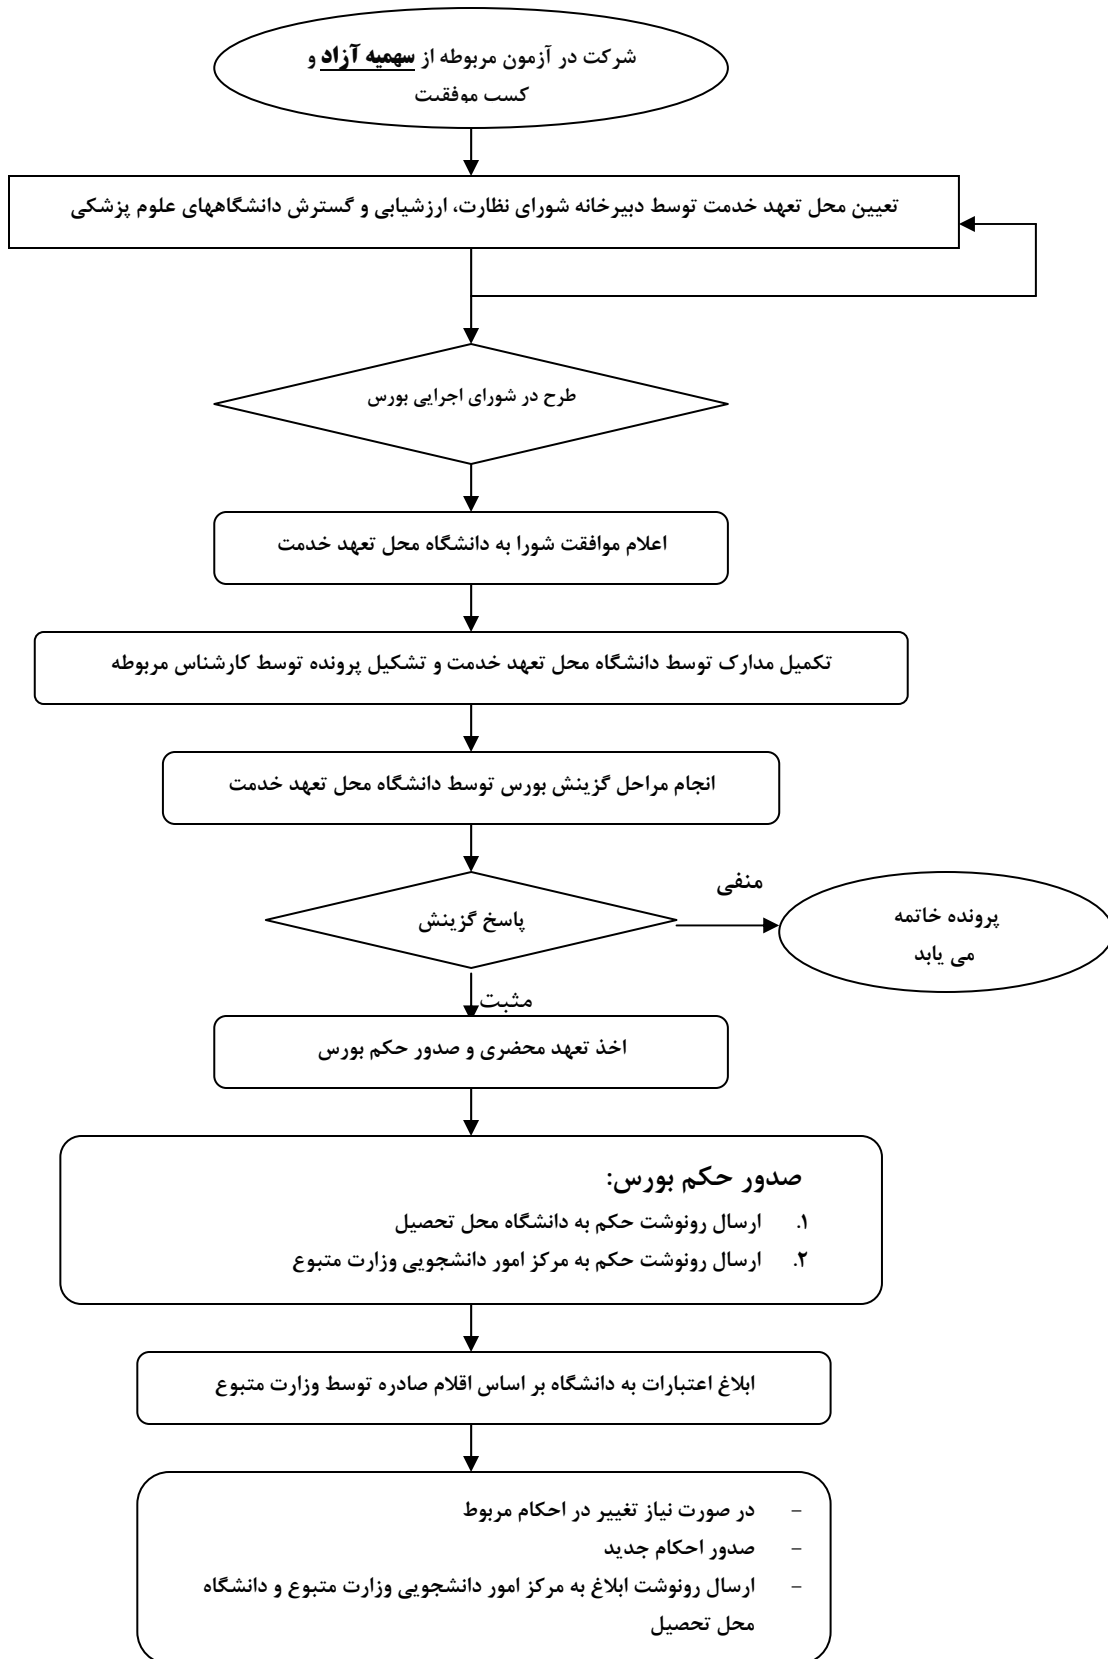 شرکت در آزمون مربوطه از سهمیه آزاد و
کسب موفقیت
تعیین محل تعهد خدمت توسط دبیرخانه شورای نظارت، ارزشیابی و گسترش دانشگاههای علوم پزشکی
طرح در شورای اجرایی بورس
اعلام موافقت شورا به دانشگاه محل تعهد خدمت
تکمیل مدارک توسط دانشگاه محل تعهد خدمت و تشکیل پرونده توسط کارشناس مربوطه
انجام مراحل گزینش بورس توسط دانشگاه محل تعهد خدمت
پاسخ گزینش
منفی
پرونده خاتمه
می یابد
مثبت
اخذ تعهد محضری و صدور حکم بورس
صدور حکم بورس:
۱. ارسال رونوشت حکم به دانشگاه محل تحصیل
۲. ارسال رونوشت حکم به مرکز امور دانشجویی وزارت متبوع
ابلاغ اعتبارات به دانشگاه بر اساس اقلام صادره توسط وزارت متبوع
- در صورت نیاز تغییر در احکام مربوط
- صدور احکام جدید
- ارسال رونوشت ابلاغ به مرکز امور دانشجویی وزارت متبوع و دانشگاه
محل تحصیل